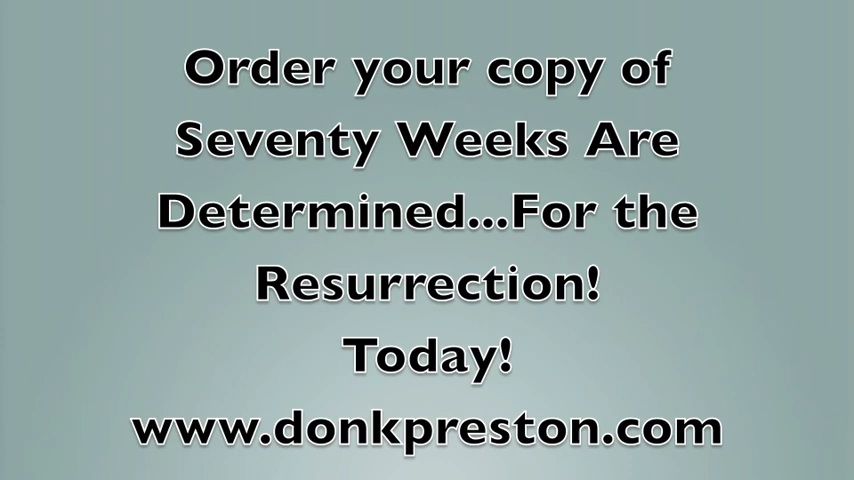 Order your copy of
Seventy Weeks Are
Determined...For the
Resurrection!
Today!
www.donkpreston.com